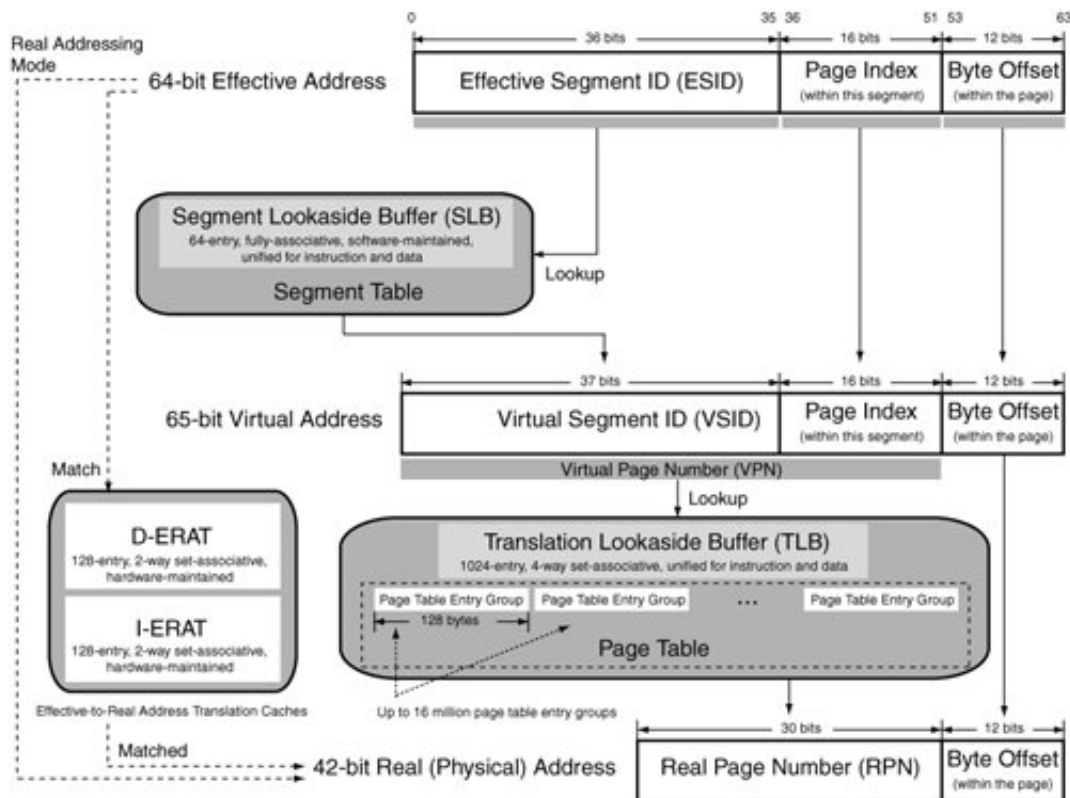 0 35 36 51 53 63
36 bits 16 bits 12 bits
Real Addressing
Mode
64-bit Effective Address
Effective Segment ID (ESID)
Page Index
(within this segment)
Byte Offset
(within the page)
Segment Lookaside Buffer (SLB)
64-entry, fully-associative, software-maintained,
unified for instruction and data
Segment Table
Lookup
37 bits 16 bits 12 bits
65-bit Virtual Address
Virtual Segment ID (VSID)
Page Index
(within this segment)
Byte Offset
(within the page)
Virtual Page Number (VPN)
Lookup
Match
D-ERAT
128-entry, 2-way set-associative,
hardware-maintained
I-ERAT
128-entry, 2-way set-associative,
hardware-maintained
Effective-to-Real Address Translation Caches
Translation Lookaside Buffer (TLB)
1024-entry, 4-way set-associative, unified for instruction and data
Page Table Entry Group Page Table Entry Group ••• Page Table Entry Group
128 bytes
Page Table
Up to 16 million page table entry groups
30 bits 12 bits
Matched
42-bit Real (Physical) Address
Real Page Number (RPN)
Byte Offset
(within the page)